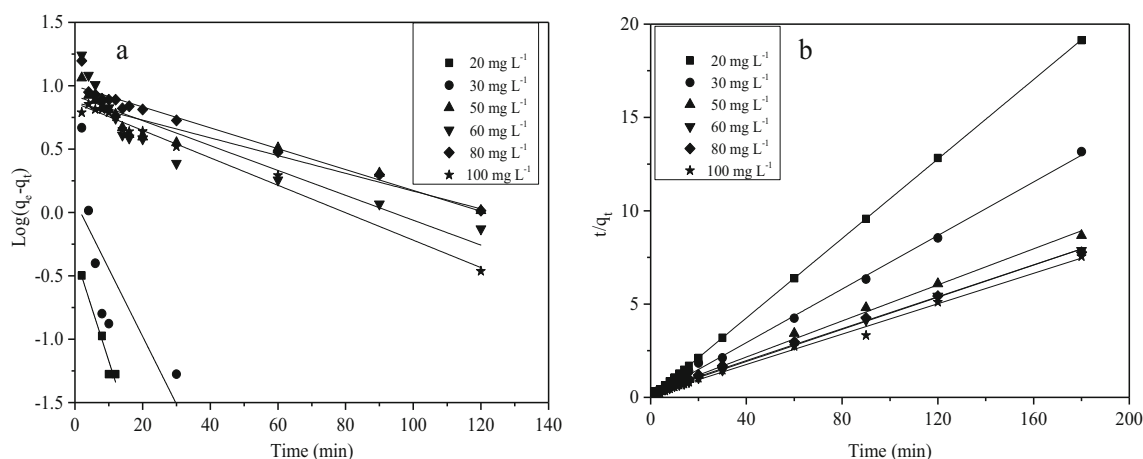 a
20 mg L⁻¹
30 mg L⁻¹
50 mg L⁻¹
60 mg L⁻¹
80 mg L⁻¹
100 mg L⁻¹
1.5
1.0
0.5
0.0
-0.5
-1.0
-1.5
Log(qₑ-qₜ)
0 20 40 60 80 100 120 140
Time (min)
b
20 mg L⁻¹
30 mg L⁻¹
50 mg L⁻¹
60 mg L⁻¹
80 mg L⁻¹
100 mg L⁻¹
20
15
10
5
0
t/qₜ
0 40 80 120 160 200
Time (min)